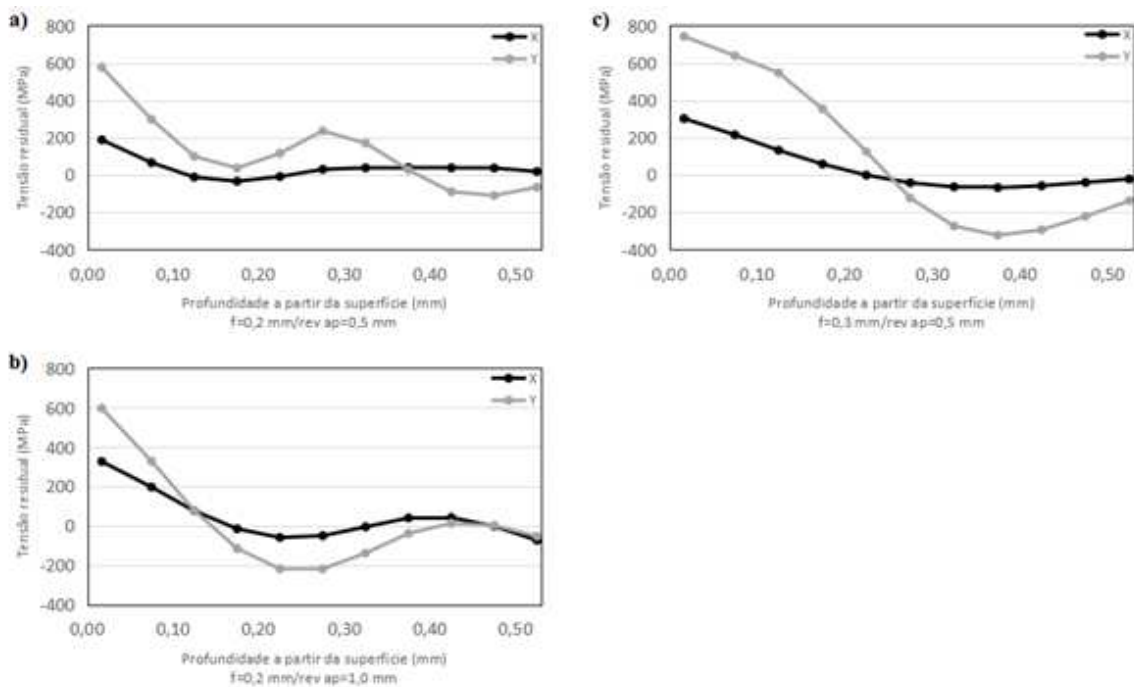 a)
800
600
400
200
0
-200
-400
Tensão residual (MPa)
X
Y
0,00 0,10 0,20 0,30 0,40 0,50
Profundidade a partir da superfície (mm)
f=0,2 mm/rev ap=0,5 mm
c)
800
600
400
200
0
-200
-400
Tensão residual (MPa)
X
Y
0,00 0,10 0,20 0,30 0,40 0,50
Profundidade a partir da superfície (mm)
f=0,3 mm/rev ap=0,5 mm
b)
800
600
400
200
0
-200
-400
Tensão residual (MPa)
X
Y
0,00 0,10 0,20 0,30 0,40 0,50
Profundidade a partir da superfície (mm)
f=0,2 mm/rev ap=1,0 mm